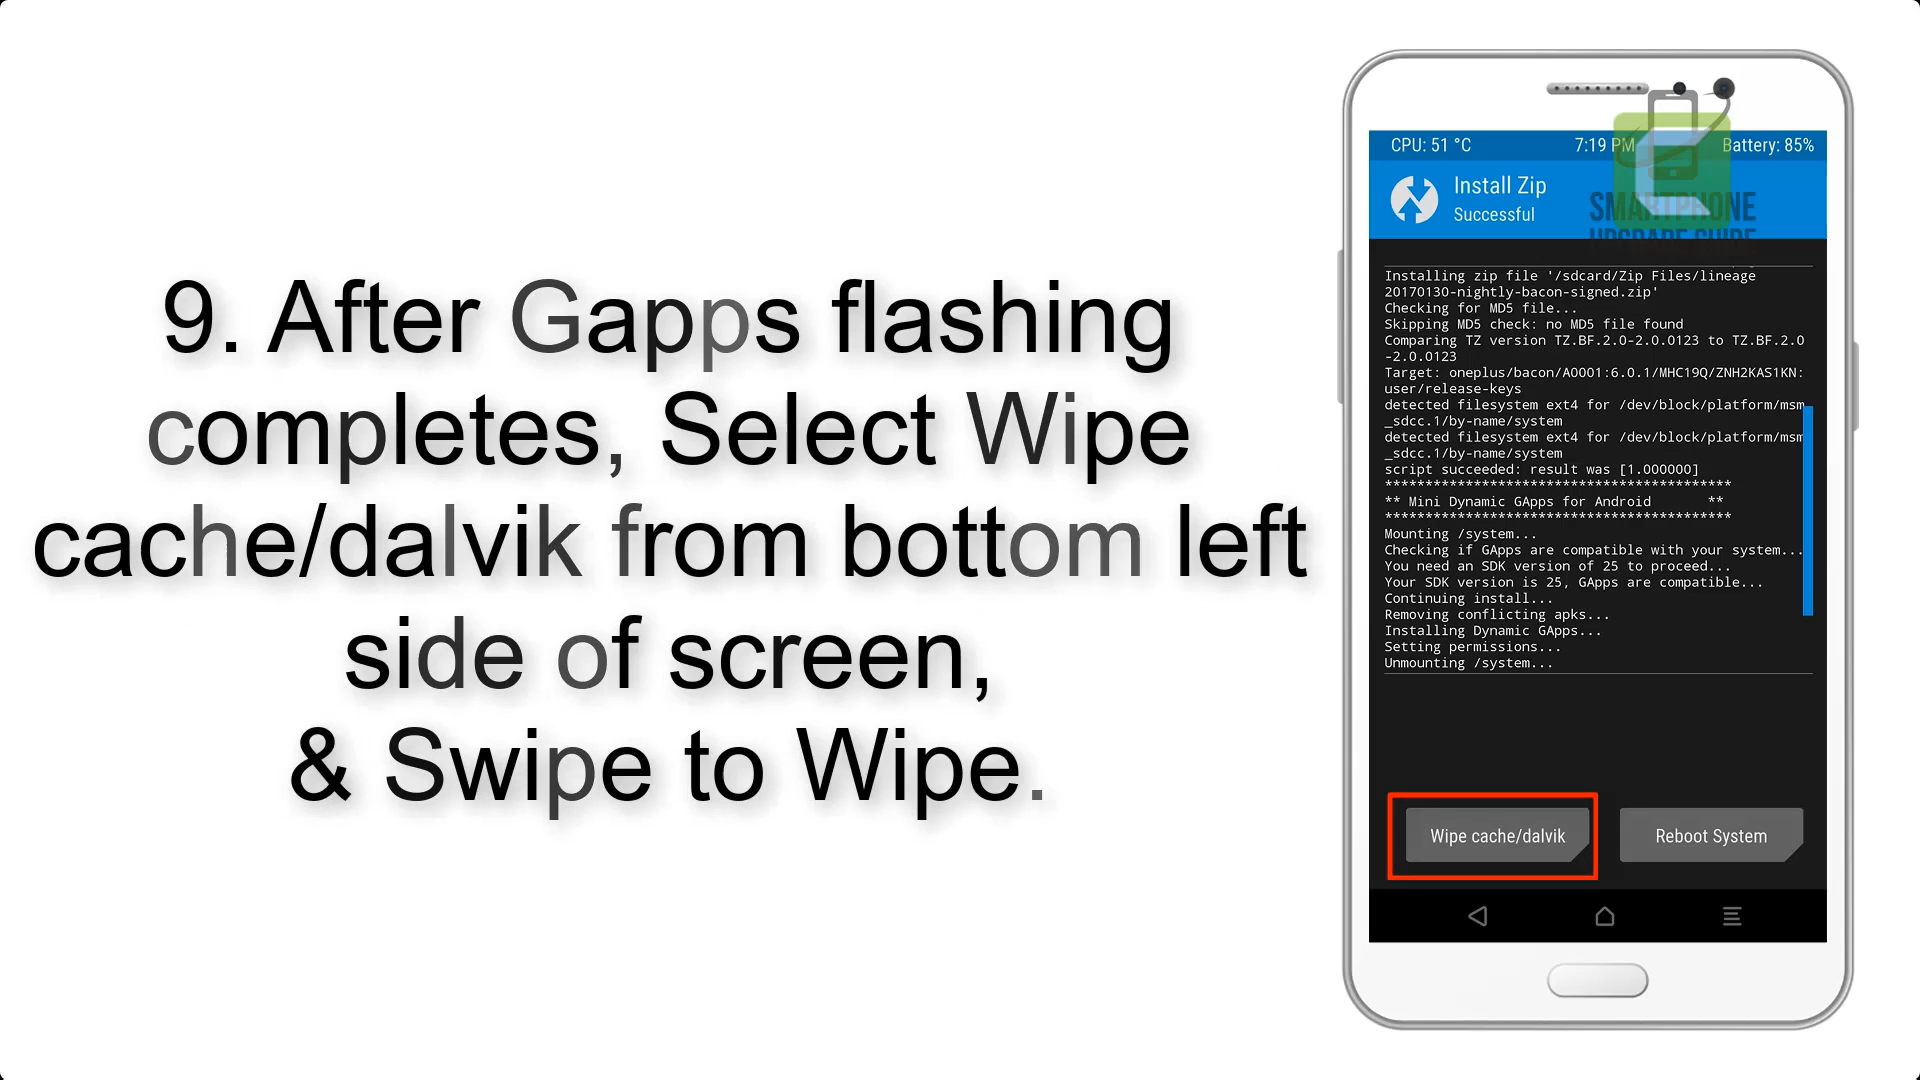 9. After Gapps flashing
completes, Select Wipe
cache/dalvik from bottom left
side of screen,
& Swipe to Wipe.
CPU: 51 °C
7:19 PM
Battery: 85%
Install Zip
Successful
SMARTPHONE
UPGRADE GUIDE
Installing zip file '/sdcard/Zip Files/lineage
20170130-nightly-bacon-signed.zip'
Checking for MD5 file...
Skipping MD5 check: no MD5 file found
Comparing TZ version TZ.BF.2.0-2.0.0123 to TZ.BF.2.0
-2.0.0123
Target: oneplus/bacon/A0001:6.0.1/MHC19Q/ZNH2KAS1KN:
user/release-keys
detected filesystem ext4 for /dev/block/platform/msm
_sdcc.1/by-name/system
detected filesystem ext4 for /dev/block/platform/msm
_sdcc.1/by-name/system
script succeeded: result was [1.000000]
*******************************************
** Mini Dynamic GApps for Android       **
*******************************************
Mounting /system...
Checking if GApps are compatible with your system...
You need an SDK version of 25 to proceed...
Your SDK version is 25, GApps are compatible...
Continuing install...
Removing conflicting apks...
Installing Dynamic GApps...
Setting permissions...
Unmounting /system...
Wipe cache/dalvik
Reboot System